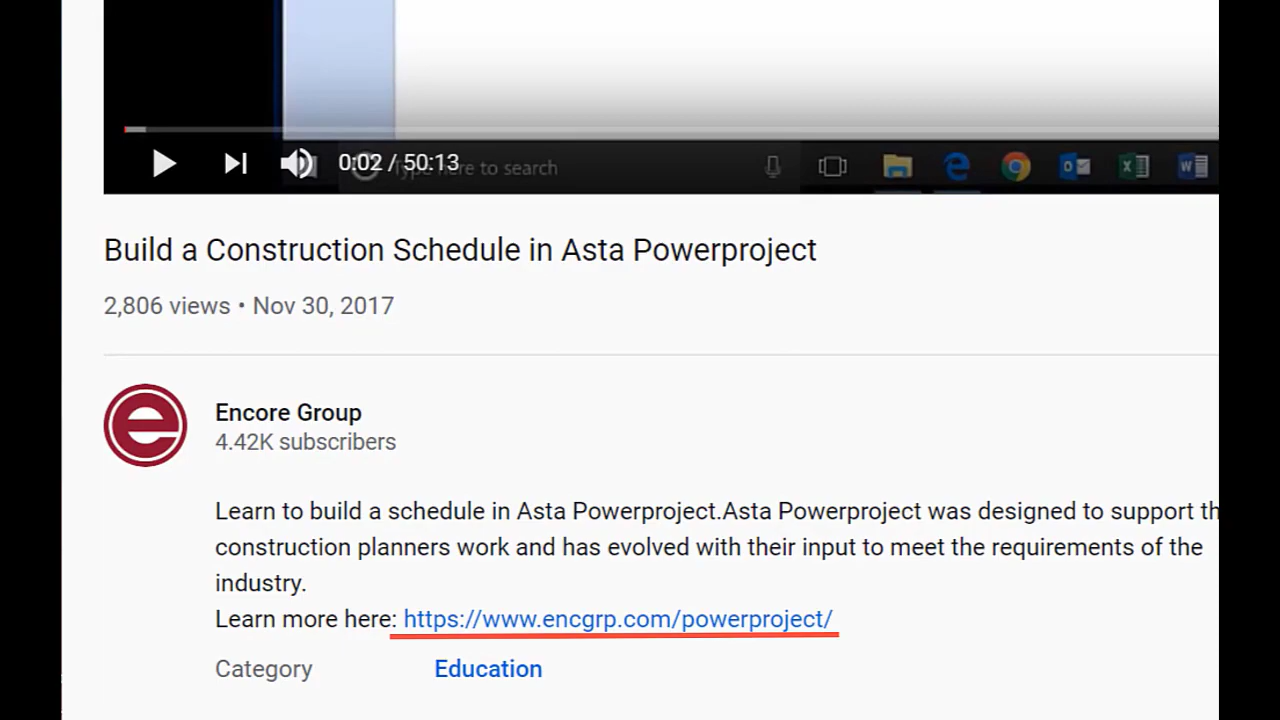 0:02 / 50:13
Type here to search
Build a Construction Schedule in Asta Powerproject
2,806 views • Nov 30, 2017
e
Encore Group
4.42K subscribers
Learn to build a schedule in Asta Powerproject.Asta Powerproject was designed to support th
construction planners work and has evolved with their input to meet the requirements of the
industry.
Learn more here: https://www.encgrp.com/powerproject/
Category Education